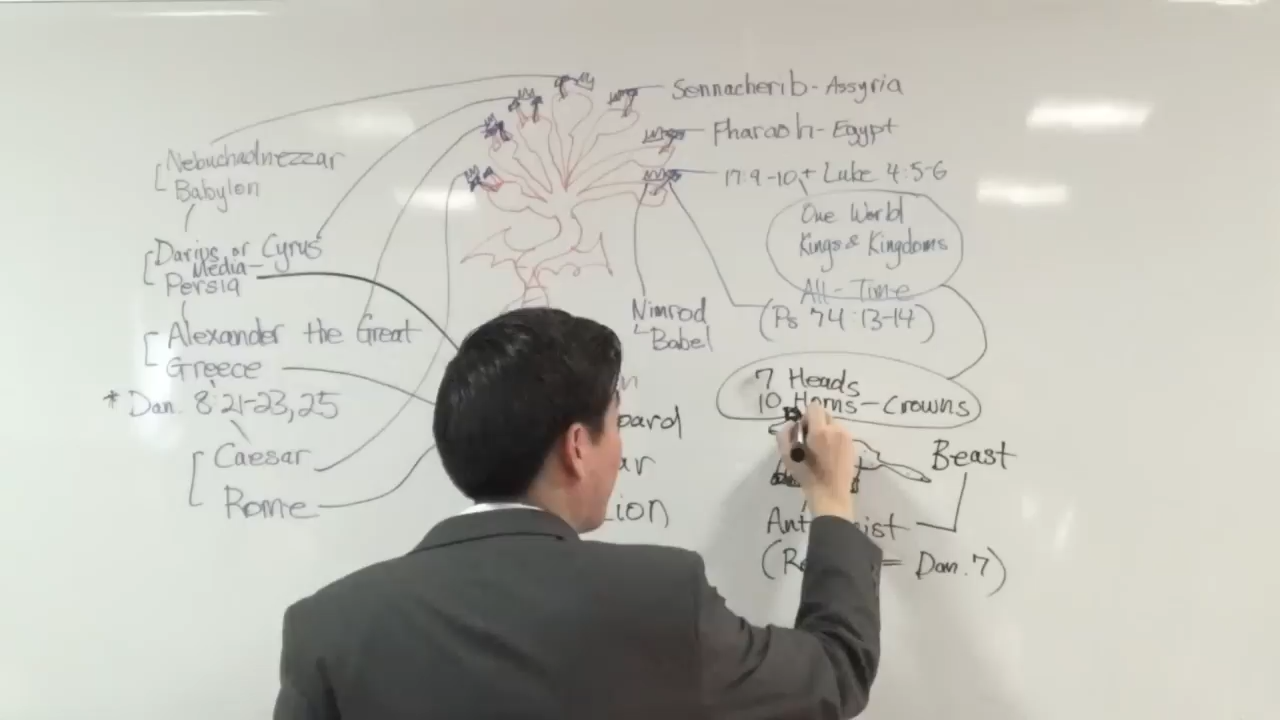 Nebuchadnezzar
Babylon
Darius or Cyrus
Media-
Persia
Alexander the Great
Greece
* Dan. 8:21-23, 25
Caesar
Rome
Sennacherib - Assyria
Pharaoh - Egypt
17:9-10, + Luke 4:5-6
One World
Kings & Kingdoms
All-Time
(Ps 74:13-14)
Nimrod
Babel
7 Heads
10 Horns - Crowns
Beast
Lion
= Dan. 7)